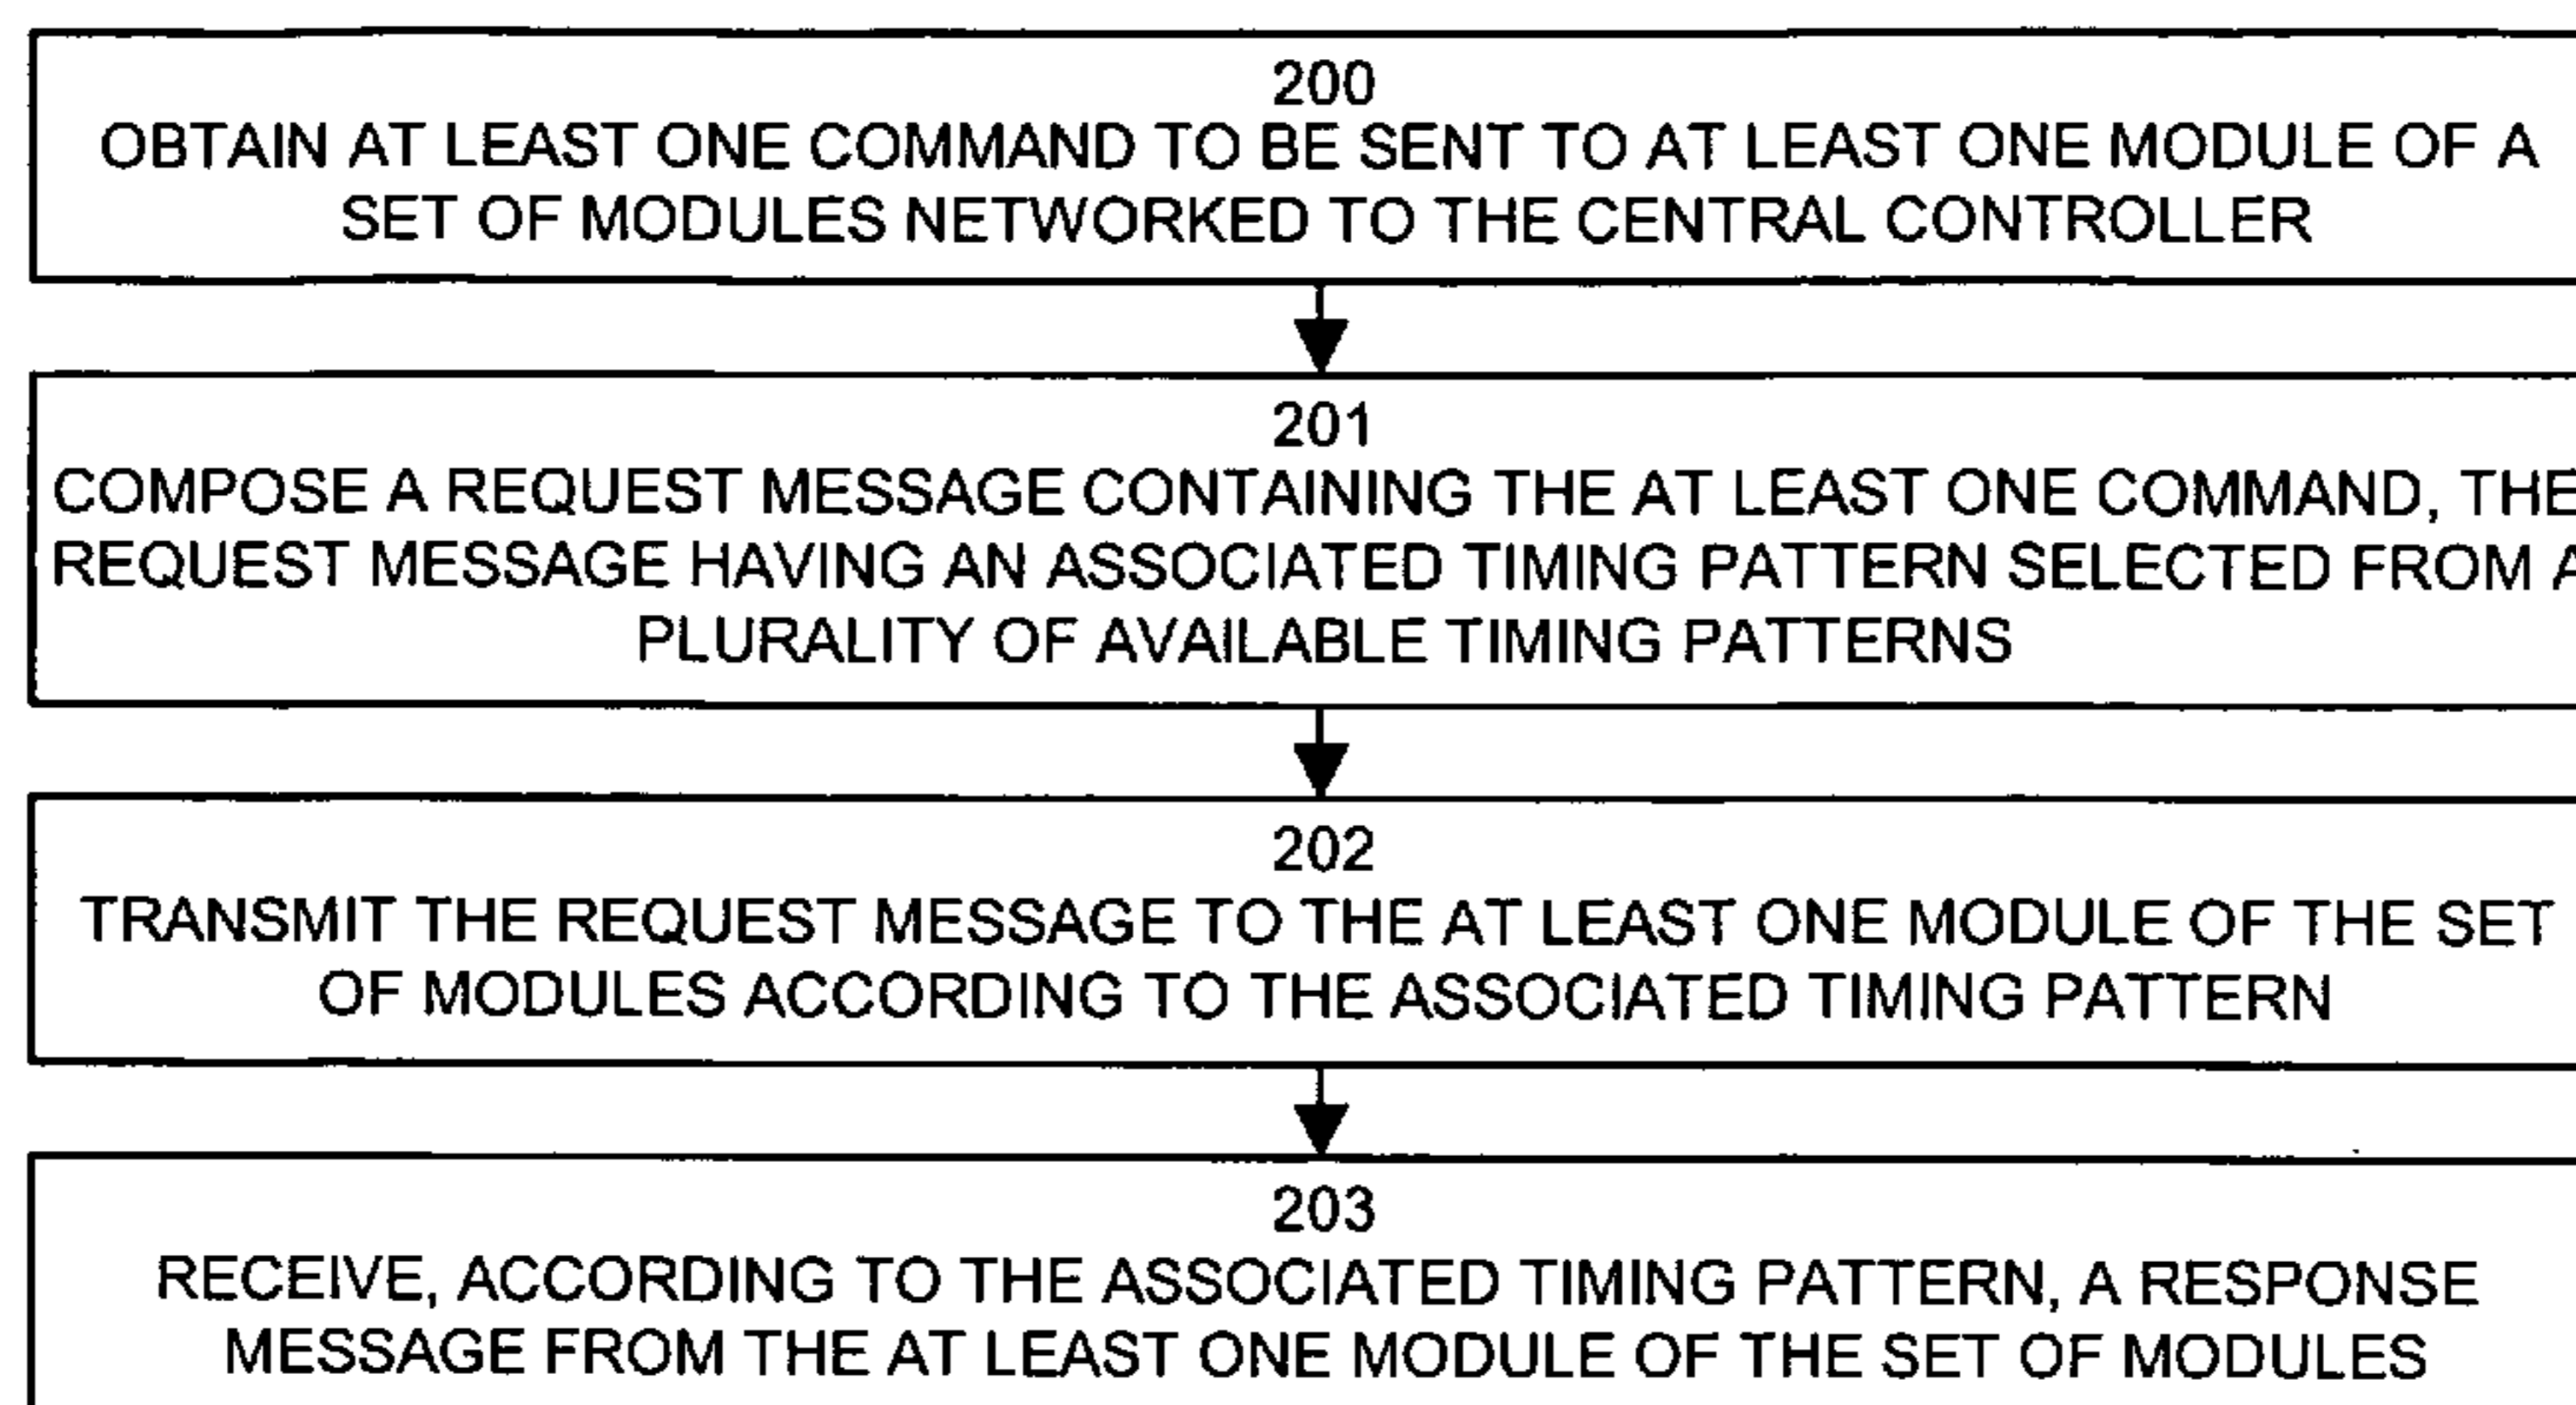 200
OBTAIN AT LEAST ONE COMMAND TO BE SENT TO AT LEAST ONE MODULE OF A
SET OF MODULES NETWORKED TO THE CENTRAL CONTROLLER
201
COMPOSE A REQUEST MESSAGE CONTAINING THE AT LEAST ONE COMMAND, THE
REQUEST MESSAGE HAVING AN ASSOCIATED TIMING PATTERN SELECTED FROM A
PLURALITY OF AVAILABLE TIMING PATTERNS
202
TRANSMIT THE REQUEST MESSAGE TO THE AT LEAST ONE MODULE OF THE SET
OF MODULES ACCORDING TO THE ASSOCIATED TIMING PATTERN
203
RECEIVE, ACCORDING TO THE ASSOCIATED TIMING PATTERN, A RESPONSE
MESSAGE FROM THE AT LEAST ONE MODULE OF THE SET OF MODULES